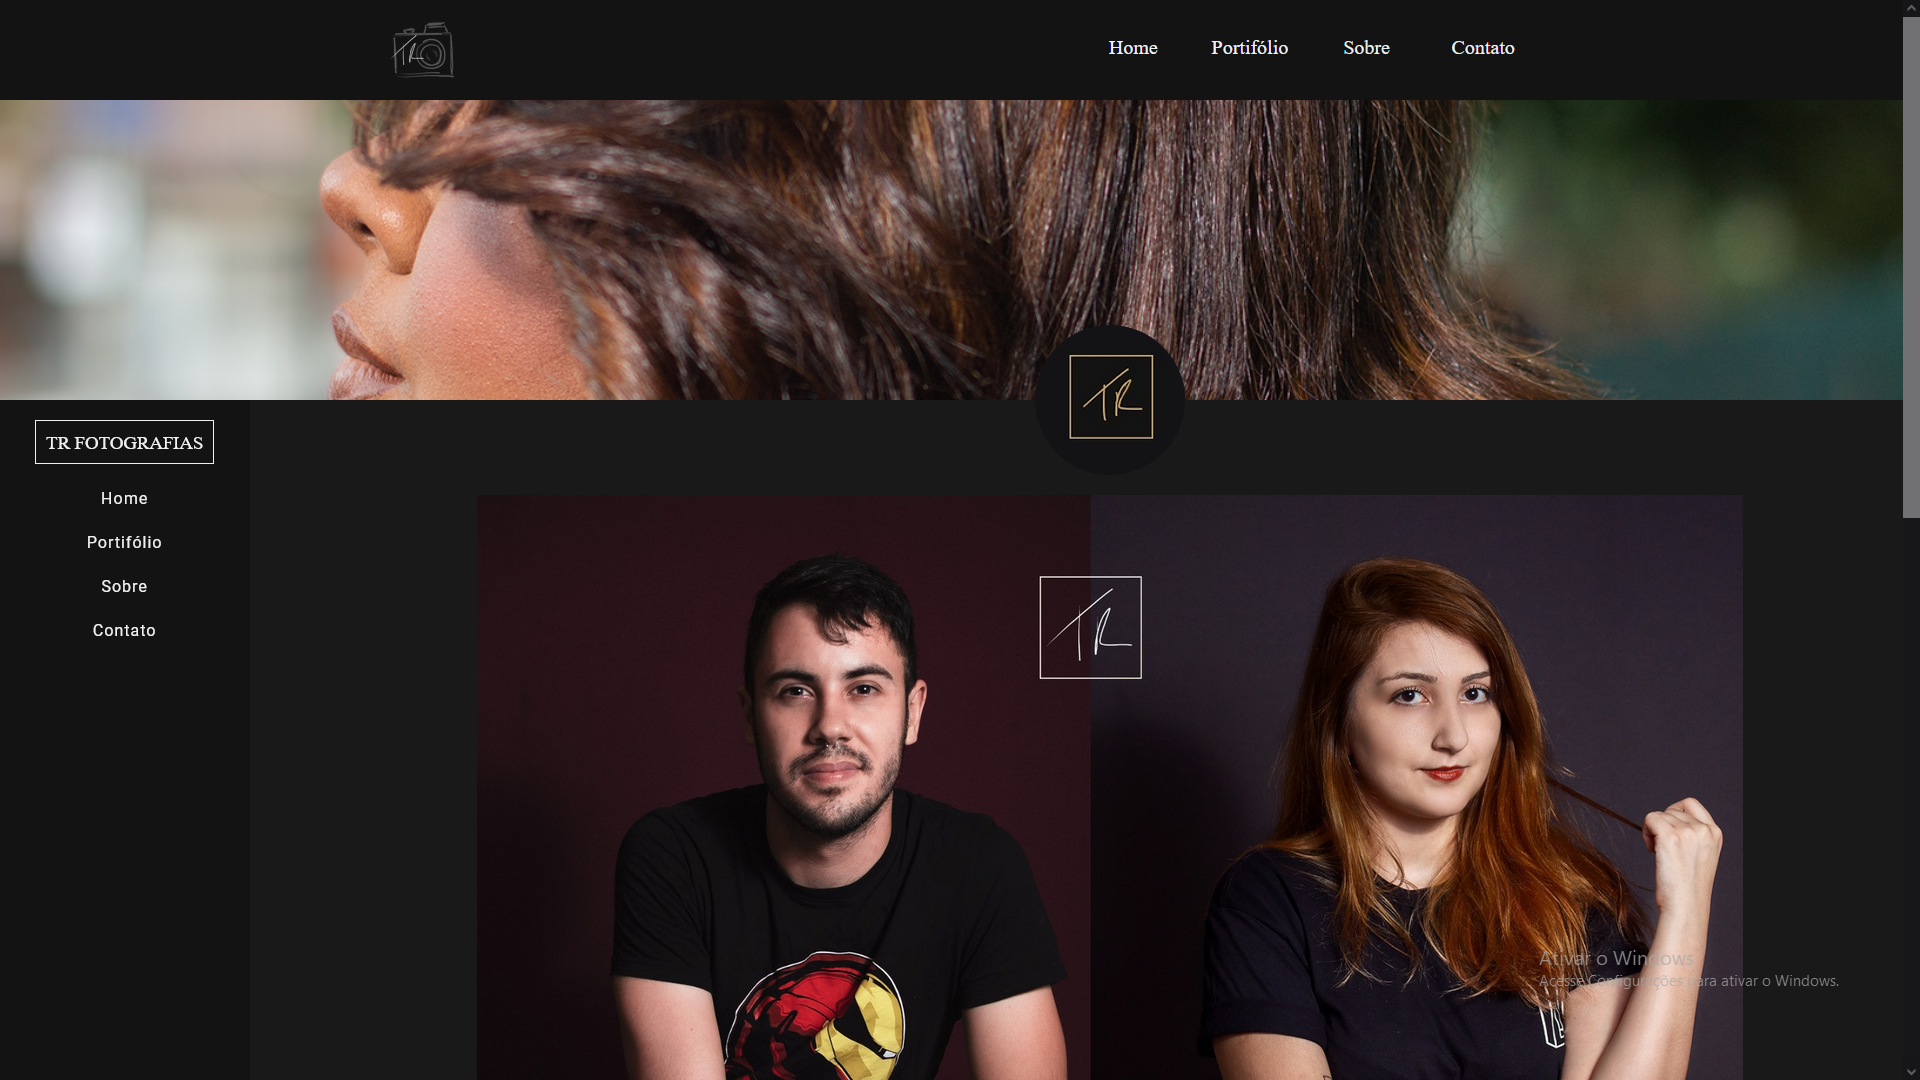 TR
Home Portifólio Sobre Contato
TR
TR FOTOGRAFIAS
Home
Portifólio
Sobre
Contato
TR
Ativar o Windows
Acesse Configurações para ativar o Windows.